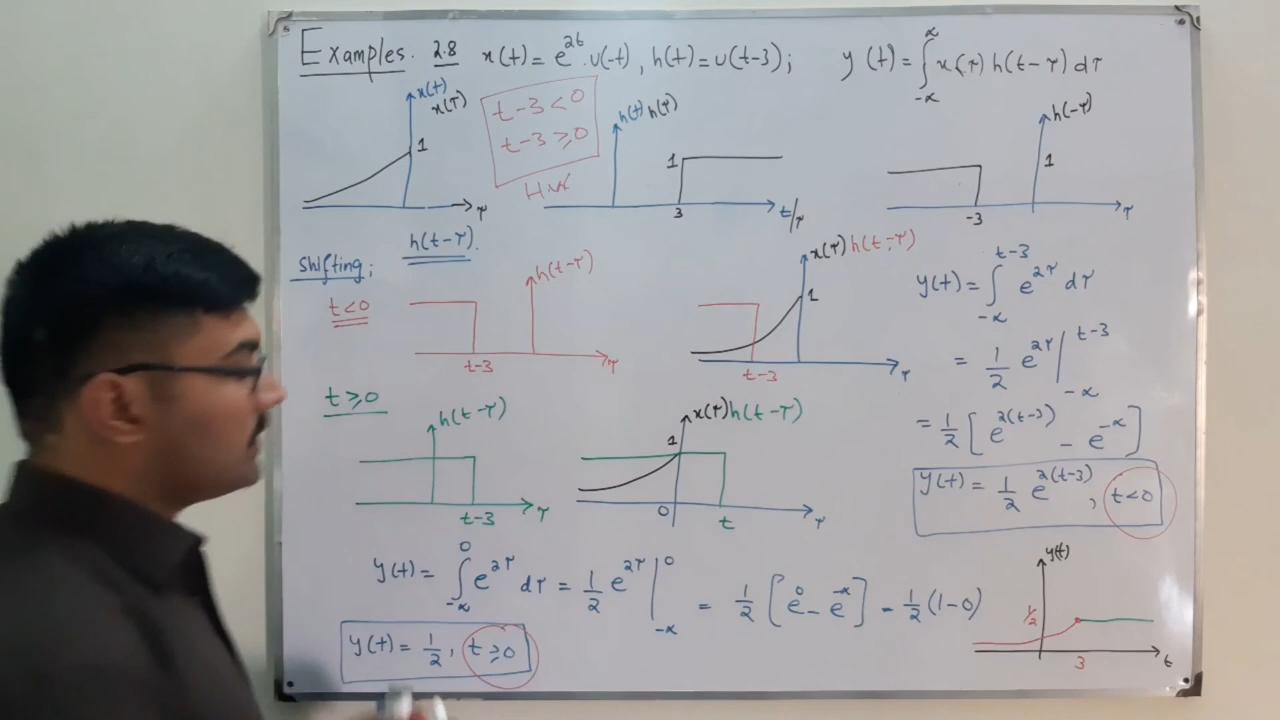 Examples. 2.8 x(t) = e^{2t}.u(-t), h(t) = u(t-3); y(t) = ∫_{-∞}^{∞} x(τ) h(t-τ) dτ
x(t)
x(τ)
1
τ
t-3<0
t-3≥0
H.w
h(t) h(τ)
1
3
t/τ
h(-τ)
1
-3
τ
Shifting; h(t-τ).
t<0
h(t-τ)
t-3
τ
x(τ) h(t-τ)
1
t-3
τ
y(t) = ∫_{-∞}^{t-3} e^{2τ} dτ
= 1/2 e^{2τ} |_{-∞}^{t-3}
= 1/2 [e^{2(t-3)} - e^{-∞}]
y(t) = 1/2 e^{2(t-3)}, t<0
t≥0
h(t-τ)
t-3
τ
x(τ) h(t-τ)
1
0
t
τ
y(t) = ∫_{-∞}^{0} e^{2τ} dτ = 1/2 e^{2τ} |_{-∞}^{0} = 1/2 [e^{0} - e^{-∞}] = 1/2 (1-0)
y(t) = 1/2, t≥0
y(t)
1/2
3
t